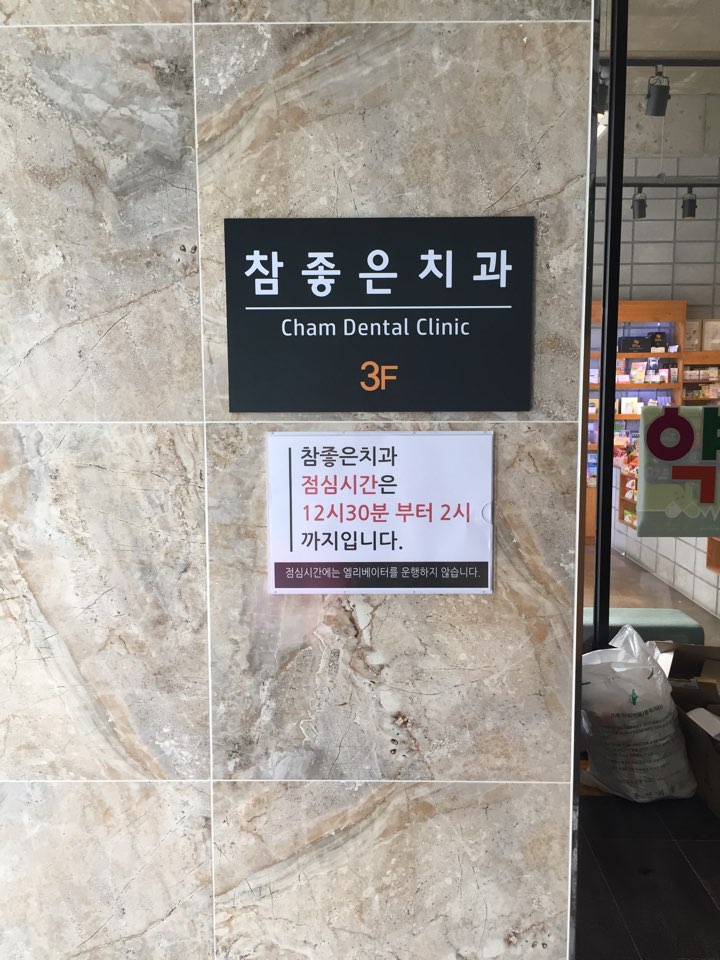 참좋은치과
Cham Dental Clinic
3F
참좋은치과
점심시간은
12시30분 부터 2시
까지입니다.
점심시간에는 엘리베이터를 운행하지 않습니다.